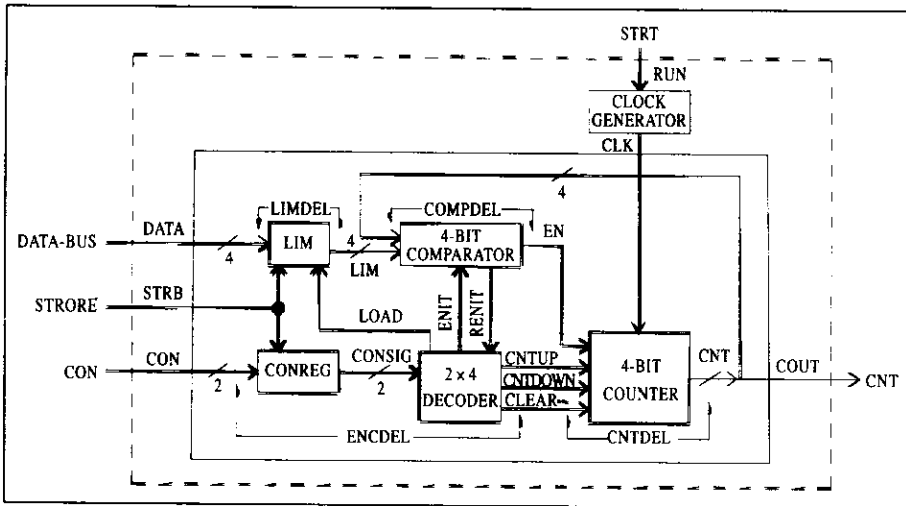 STRT
RUN
CLOCK
GENERATOR
CLK
4
LIMDEL
COMPDEL
DATA-BUS
DATA
4
LIM
4
LIM
4-BIT
COMPARATOR
EN
STRORE
STRB
LOAD
ENIT
RENIT
CON
CON
2
CONREG
CONSIG
2
2 × 4
DECODER
CNTUP
CNTDOWN
CLEAR
4-BIT
COUNTER
CNT
COUT
CNT
ENCDEL
CNTDEL